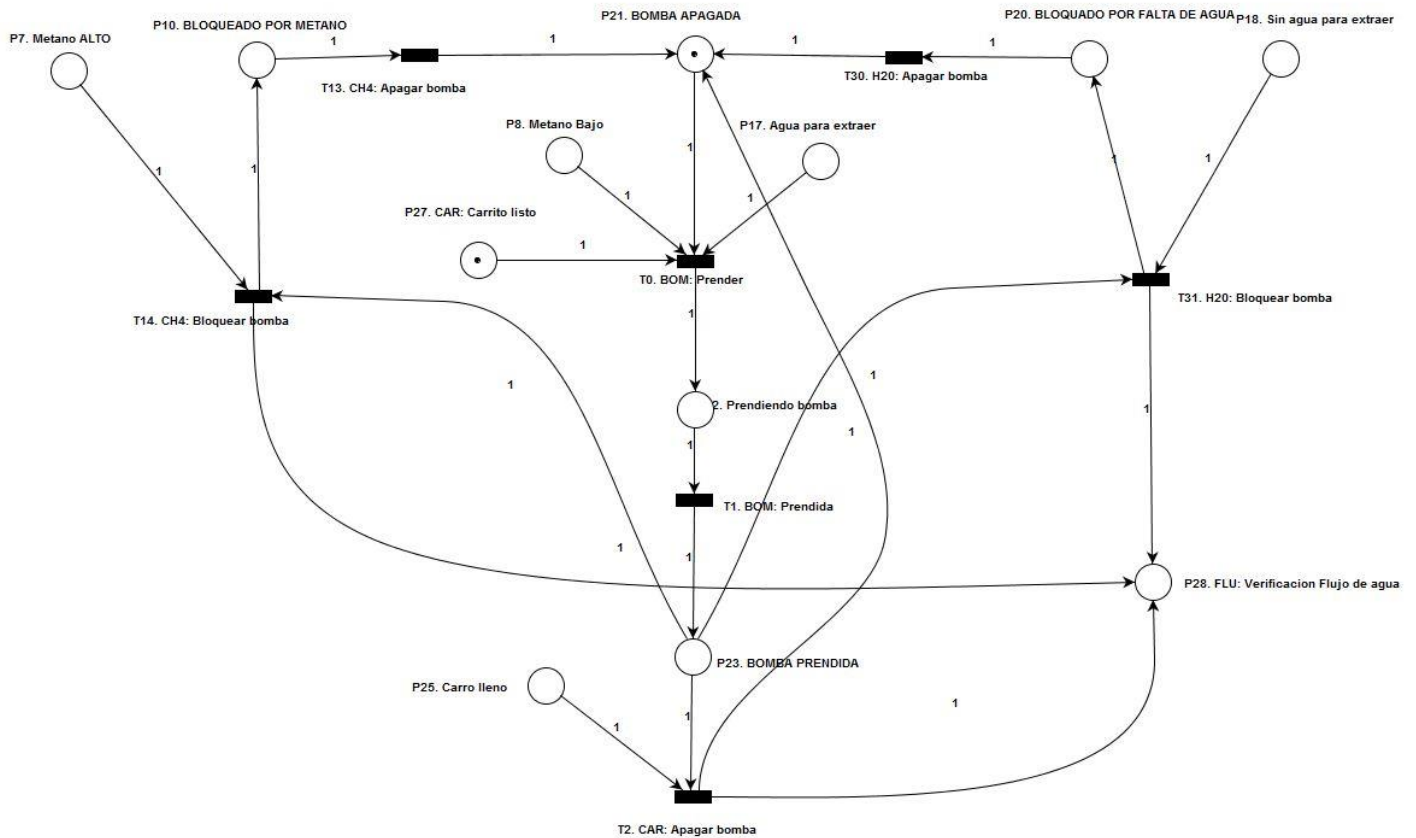 P21. BOMBA APAGADA
P10. BLOQUEADO POR METANO
P20. BLOQUADO POR FALTA DE AGUA
P18. Sin agua para extraer
P7. Metano ALTO
1
1
1
1
T13. CH4: Apagar bomba
T30. H20: Apagar bomba
P8. Metano Bajo
P17. Agua para extraer
1
1
1
1
1
1
1
P27. CAR: Carrito listo
1
T0. BOM: Prender
T14. CH4: Bloquear bomba
T31. H20: Bloquear bomba
1
1
1
2. Prendiendo bomba
1
1
1
T1. BOM: Prendida
1
1
P28. FLU: Verificacion Flujo de agua
P23. BOMBA PRENDIDA
P25. Carro lleno
1
1
1
T2. CAR: Apagar bomba